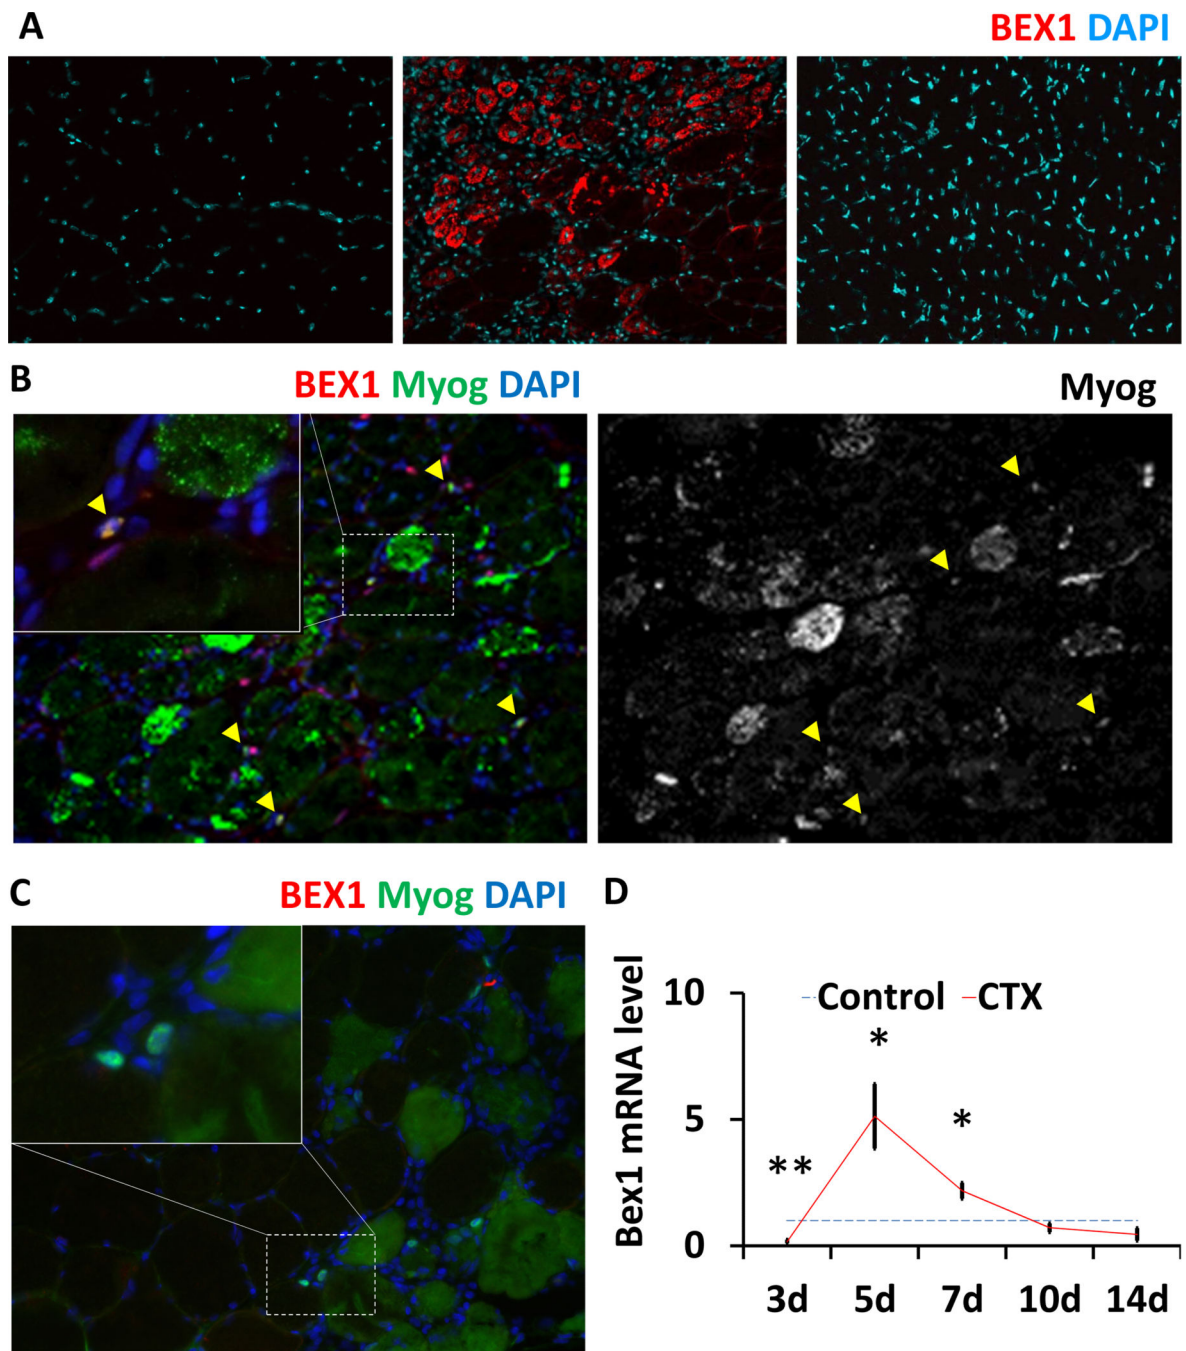 A
BEX1 DAPI
B
BEX1 Myog DAPI
Myog
C
BEX1 Myog DAPI
D
Bex1 mRNA level
10
5
0
Control CTX
**
*
*
3d 5d 7d 10d 14d